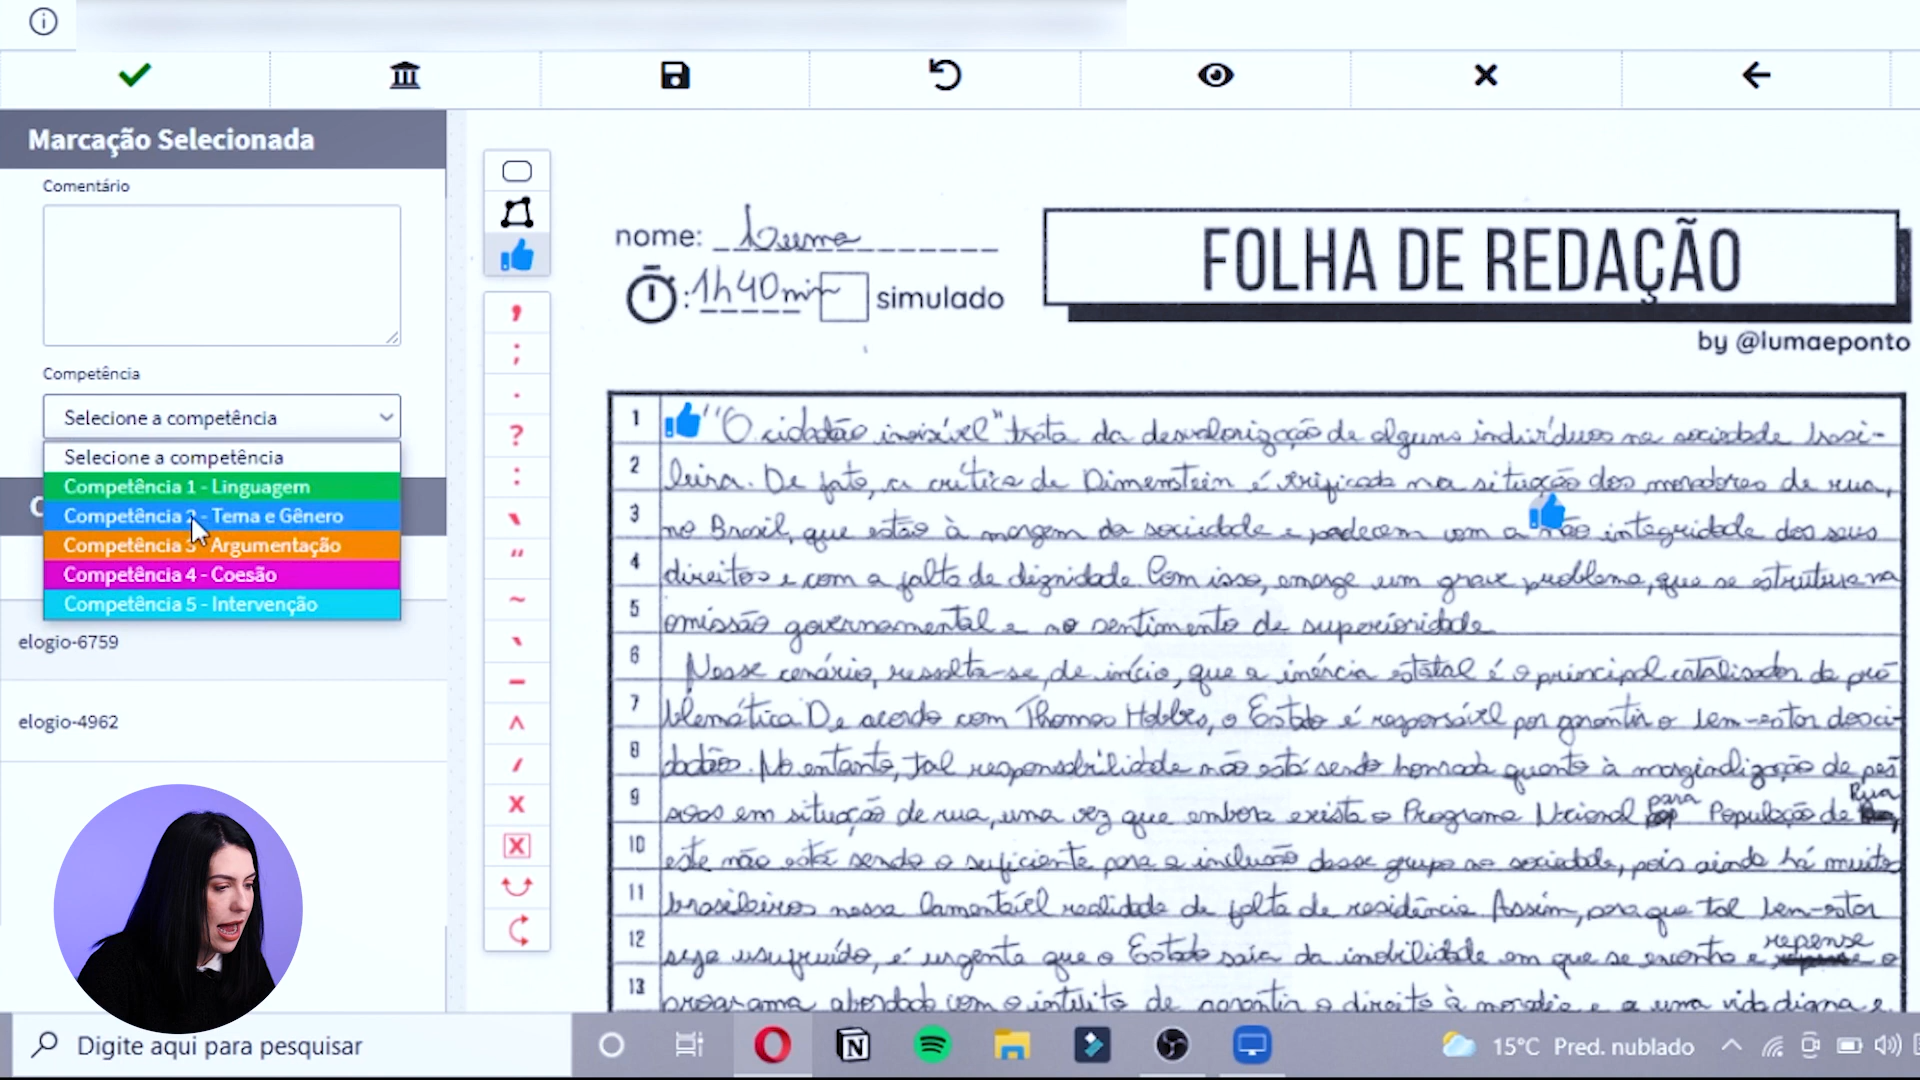 Marcação Selecionada
Comentário
Competência
Selecione a competência
Selecione a competência
Competência 1 - Linguagem
Competência 2 - Tema e Gênero
Competência 3 - Argumentação
Competência 4 - Coesão
Competência 5 - Intervenção
elogio-6759
elogio-4962
nome: Luma
:1h40min simulado
FOLHA DE REDAÇÃO
by @lumaeponto
1 "O cidadão invisível" trata da desvalorização de alguns indivíduos na sociedade brasi-
2 leira. De fato, a crítica de Dimenstein é verificada na situação dos moradores de rua,
3 no Brasil, que estão à margem da sociedade e padecem com a não integridade dos seus
4 direitos e com a falta de dignidade. Com isso, emerge um grave problema, que se estrutura na
5 omissão governamental e no sentimento de superioridade.
6 Nesse cenário, ressalta-se, de início, que a inércia estatal é o principal catalisador da pro
7 blemática. De acordo com Thomas Hobbes, o Estado é responsável por garantir o bem-estar dos ci-
8 dadãos. No entanto, tal responsabilidade não está sendo honrada quanto à marginalização de pes
9 soas em situação de rua, uma vez que embora exista o Programa Nacional para População de Rua
10 este não está sendo o suficiente para a inclusão desse grupo na sociedade, pois ainda há muitos
11 brasileiros nessa lamentável realidade de falta de residência. Assim, para que tal bem-estar
12 seja usufruído, é urgente que o Estado saia da imobilidade em que se encontra e repense o
13 programa abordado com o intuito de garantir o direito à moradia e a uma vida digna e
Digite aqui para pesquisar
15°C Pred. nublado